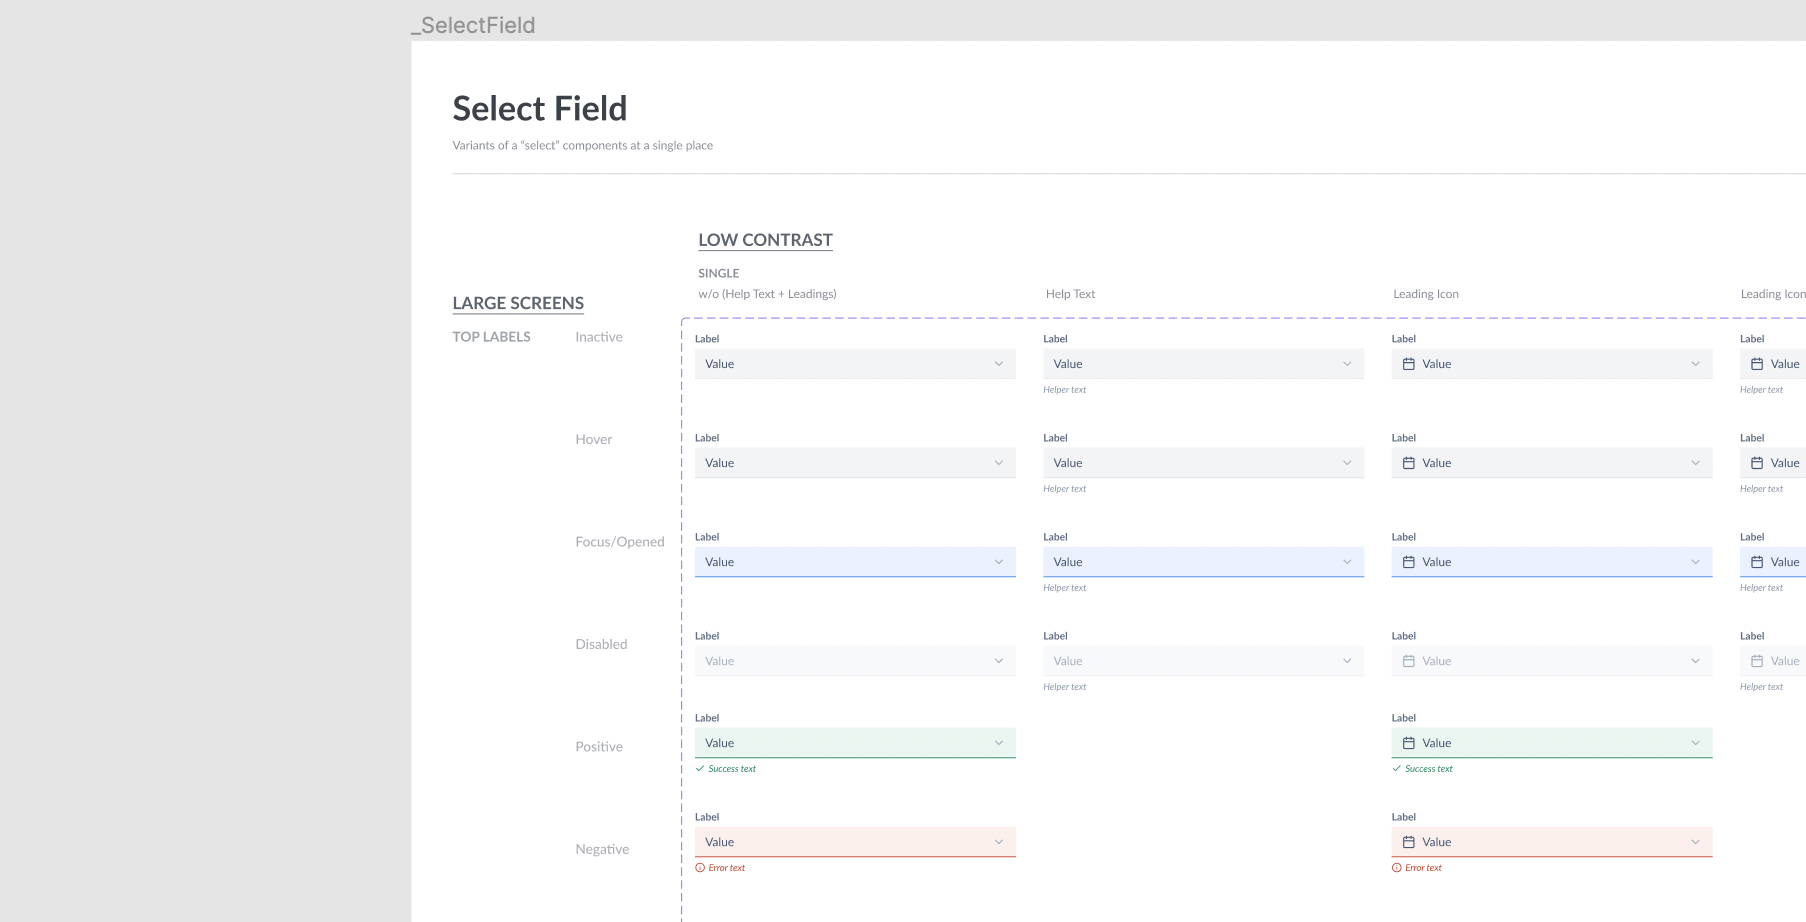 _SelectField
Select Field
Variants of a “select” components at a single place
LOW CONTRAST
SINGLE
w/o (Help Text + Leadings) Help Text Leading Icon Leading Icon
LARGE SCREENS
TOP LABELS Inactive
Label Label Label Label
Value Value Value Value
Helper text Helper text
Hover
Label Label Label Label
Value Value Value Value
Helper text Helper text
Focus/Opened
Label Label Label Label
Value Value Value Value
Helper text Helper text
Disabled
Label Label Label Label
Value Value Value Value
Helper text Helper text
Positive
Label Label
Value Value
Success text Success text
Negative
Label Label
Value Value
Error text Error text